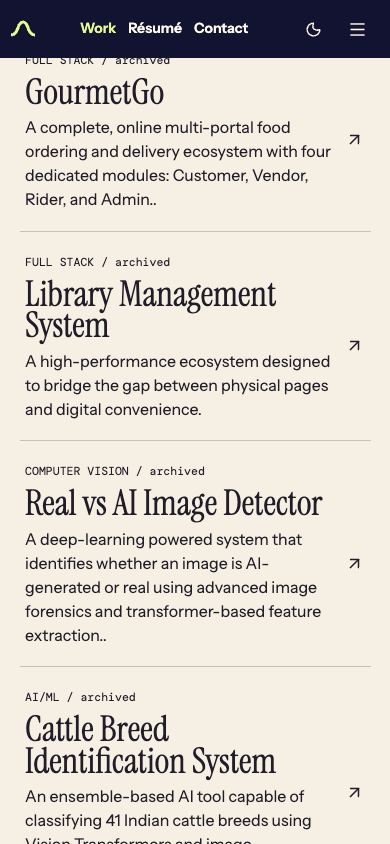 Work Résumé Contact
FULL STACK / archived
GourmetGo
A complete, online multi-portal food
ordering and delivery ecosystem with four
dedicated modules: Customer, Vendor,
Rider, and Admin..
FULL STACK / archived
Library Management
System
A high-performance ecosystem designed
to bridge the gap between physical pages
and digital convenience.
COMPUTER VISION / archived
Real vs AI Image Detector
A deep-learning powered system that
identifies whether an image is AI-
generated or real using advanced image
forensics and transformer-based feature
extraction..
AI/ML / archived
Cattle Breed
Identification System
An ensemble-based AI tool capable of
classifying 41 Indian cattle breeds using
Vision Transformers and image